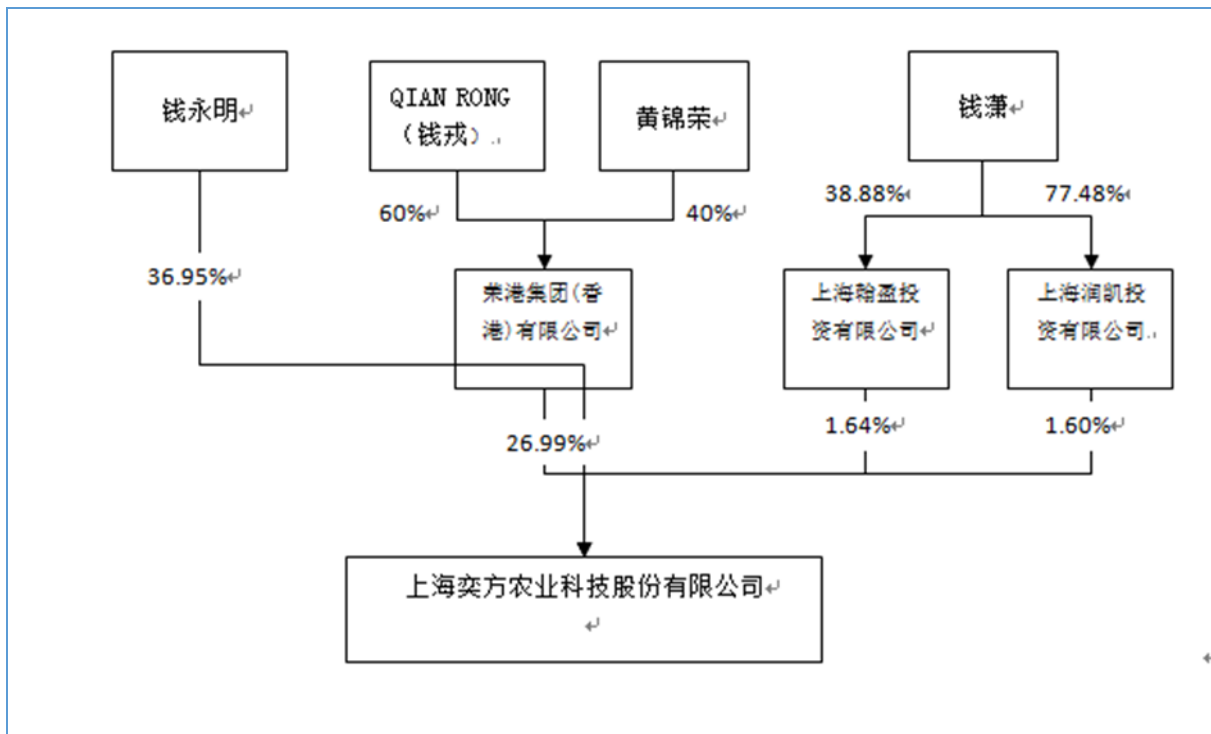 钱永明
QIAN RONG
（钱戎）
黄锦荣
钱潇
60%
40%
38.88%
77.48%
36.95%
荣港集团(香
港)有限公司
上海翰盈投
资有限公司
上海润凯投
资有限公司
26.99%
1.64%
1.60%
上海奕方农业科技股份有限公司